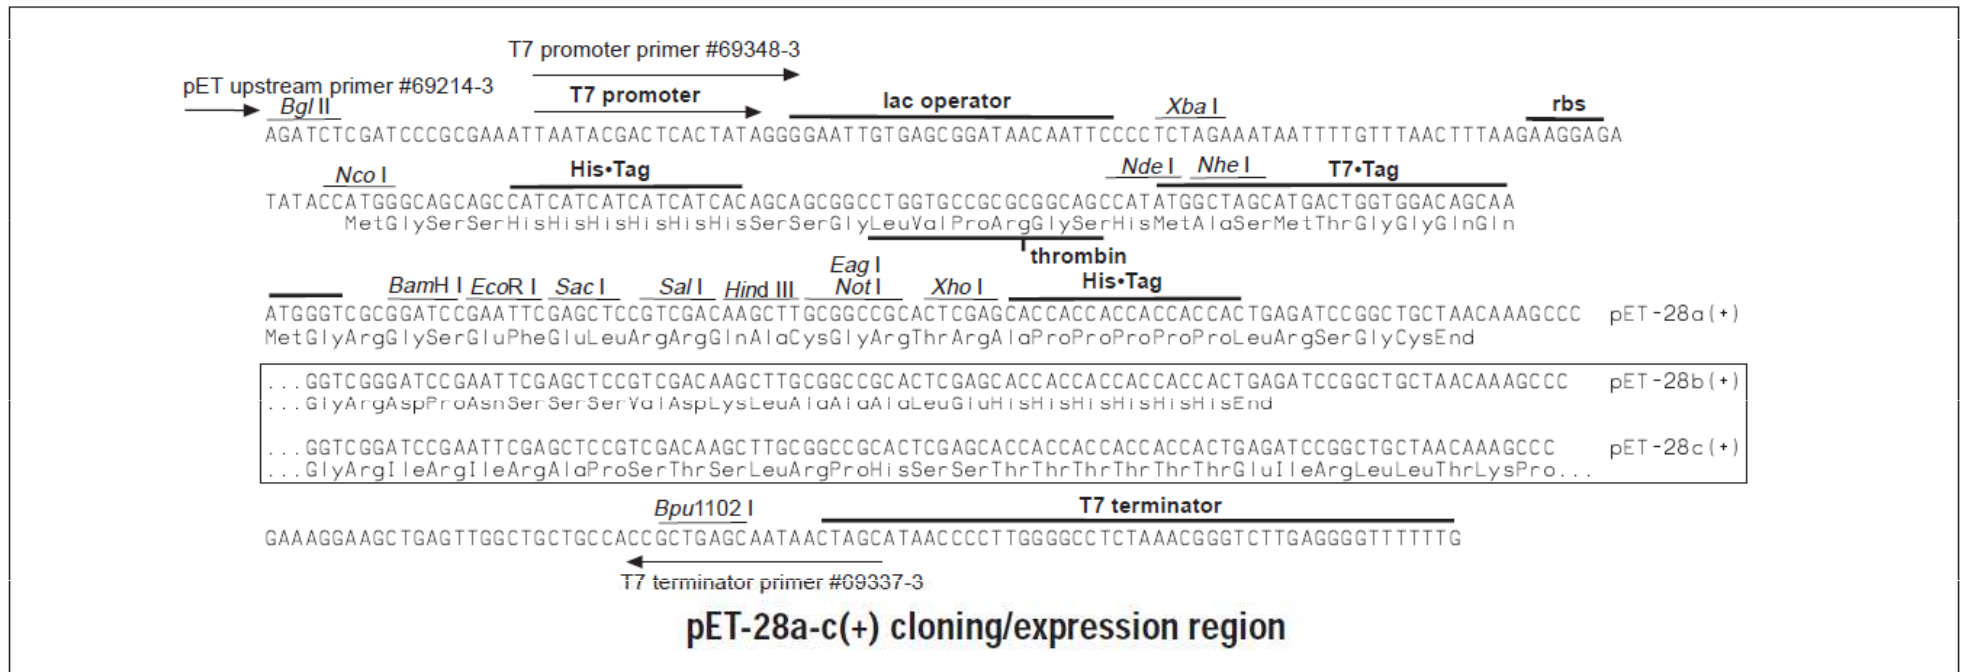 T7 promoter primer #69348-3
pET upstream primer #69214-3
Bgl II T7 promoter lac operator Xba I rbs
AGATCTCGATCCCGCGAAATTAATACGACTCACTATAGGGGAATTGTGAGCGGATAACAATTCCCCTCTAGAAATAATTTTGTTTAACTTTAAGAAGGAGA
Nco I His•Tag Nde I Nhe I T7•Tag
TATACCATGGGCAGCAGCCATCATCATCATCATCACAGCAGCGGCCTGGTGCCGCGCGGCAGCCATATGGCTAGCATGACTGGTGGACAGCAA
MetGlySerSerHisHisHisHisHisHisSerSerGlyLeuValProArgGlySerHisMetAlaSerMetThrGlyGlyGlnGln
thrombin
BamH I EcoR I Sac I Sal I Hind III Eag I Not I Xho I His•Tag
ATGGGTCGCGGATCCGAATTCGAGCTCCGTCGACAAGCTTGCGGCCGCACTCGAGCACCACCACCACCACCACTGAGATCCGGCTGCTAACAAAGCCC pET-28a(+)
MetGlyArgGlySerGluPheGluLeuArgArgGlnAlaCysGlyArgThrArgAlaProProProProProLeuArgSerGlyCysEnd
...GGTCGGGATCCGAATTCGAGCTCCGTCGACAAGCTTGCGGCCGCACTCGAGCACCACCACCACCACCACTGAGATCCGGCTGCTAACAAAGCCC pET-28b(+)
...GlyArgAspProAsnSerSerSerValAspLysLeuAlaAlaAlaLeuGluHisHisHisHisHisHisEnd
...GGTCGGATCCGAATTCGAGCTCCGTCGACAAGCTTGCGGCCGCACTCGAGCACCACCACCACCACCACTGAGATCCGGCTGCTAACAAAGCCC pET-28c(+)
...GlyArgIleArgIleArgAlaProSerThrSerLeuArgProHisSerSerThrThrThrThrThrThrGluIleArgLeuLeuThrLysPro...
Bpu1102 I T7 terminator
GAAAGGAAGCTGAGTTGGCTGCTGCCACCGCTGAGCAATAACTAGCATAACCCCTTGGGGCCTCTAAACGGGTCTTGAGGGGTTTTTTG
T7 terminator primer #69337-3
pET-28a-c(+) cloning/expression region